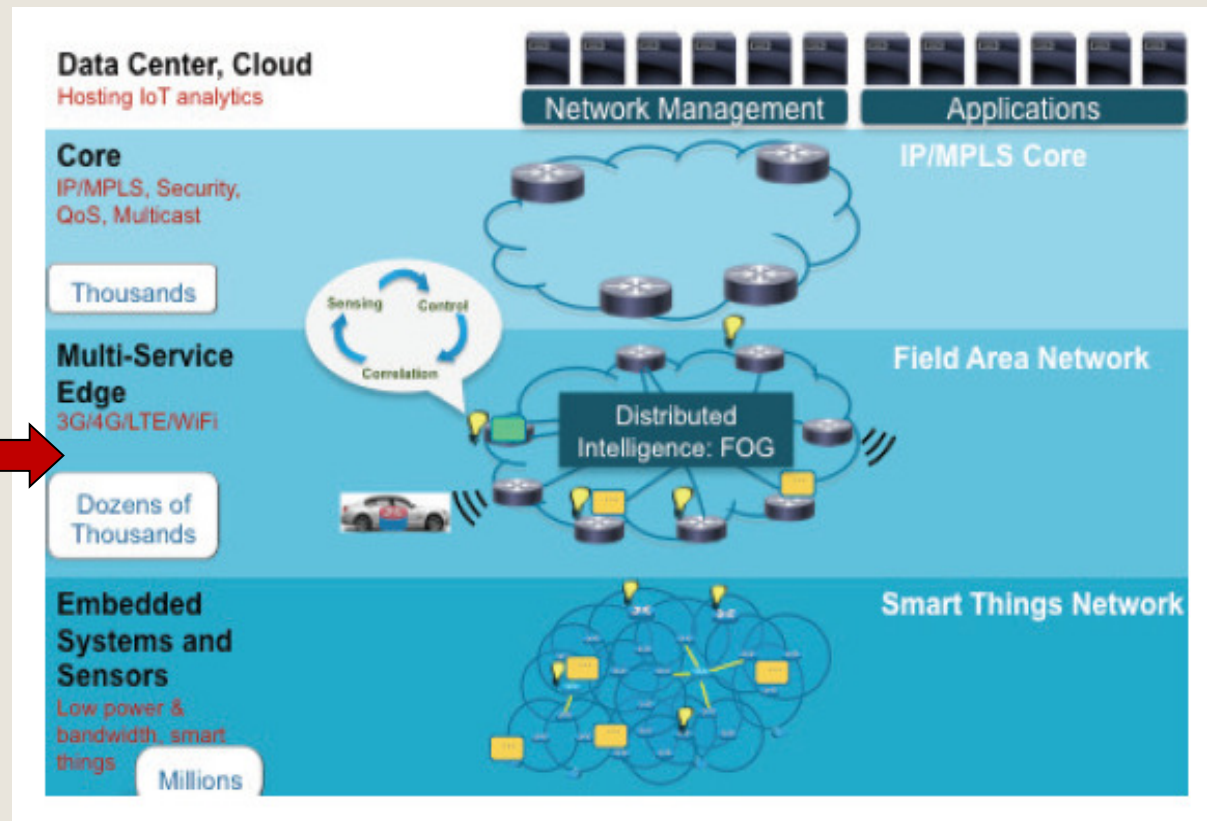 Data Center, Cloud
Hosting IoT analytics
Network Management
Applications
Core
IP/MPLS, Security,
QoS, Multicast
IP/MPLS Core
Thousands
Sensing
Control
Correlation
Multi-Service
Edge
3G/4G/LTE/WiFi
Field Area Network
Distributed
Intelligence: FOG
Dozens of
Thousands
Embedded
Systems and
Sensors
Low power &
bandwidth, smart
things
Smart Things Network
Millions